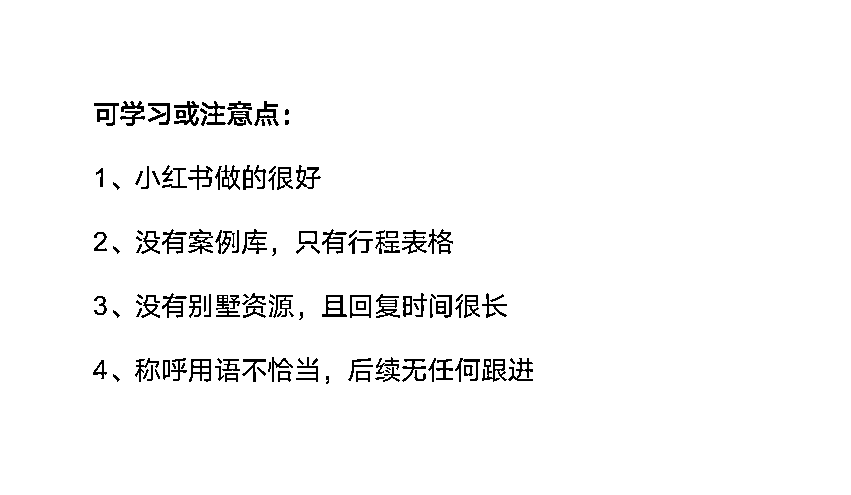 可学习或注意点：
1、小红书做的很好
2、没有案例库，只有行程表格
3、没有别墅资源，且回复时间很长
4、称呼用语不恰当，后续无任何跟进